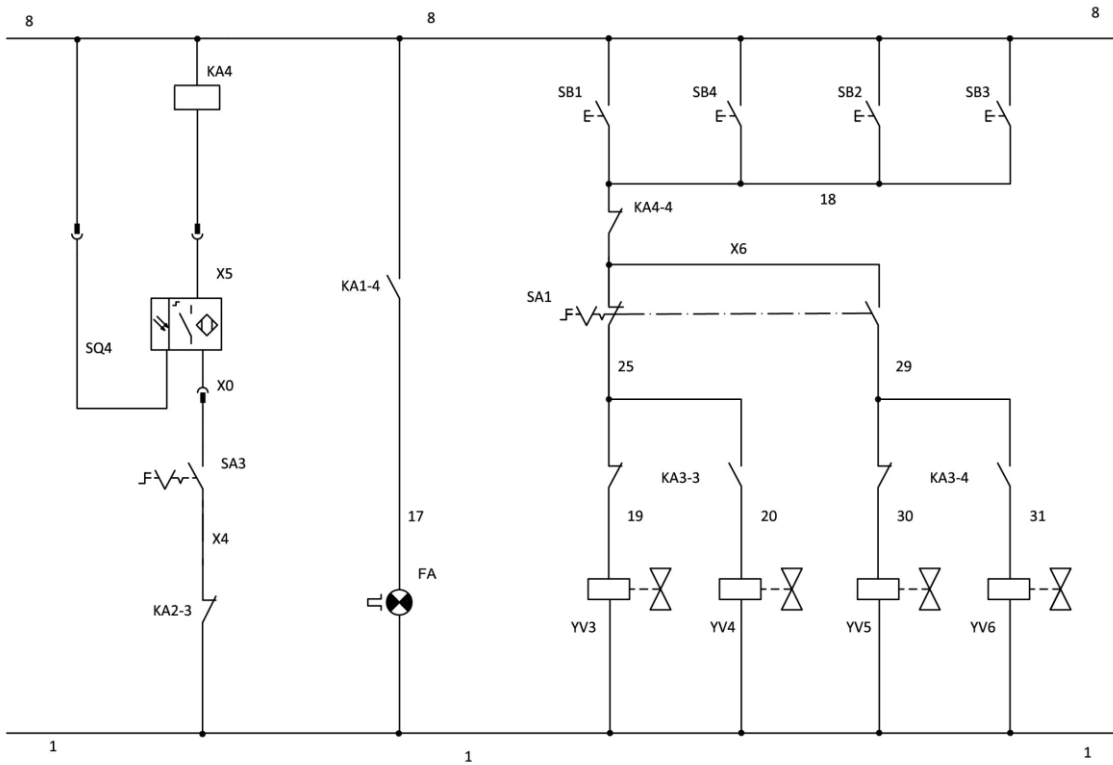 8
8
8
KA4
SB1
SB4
SB2
SB3
18
KA4-4
X6
X5
KA1-4
SA1
SQ4
25
29
X0
SA3
KA3-3
KA3-4
17
19
20
30
31
X4
FA
KA2-3
YV3
YV4
YV5
YV6
1
1
1